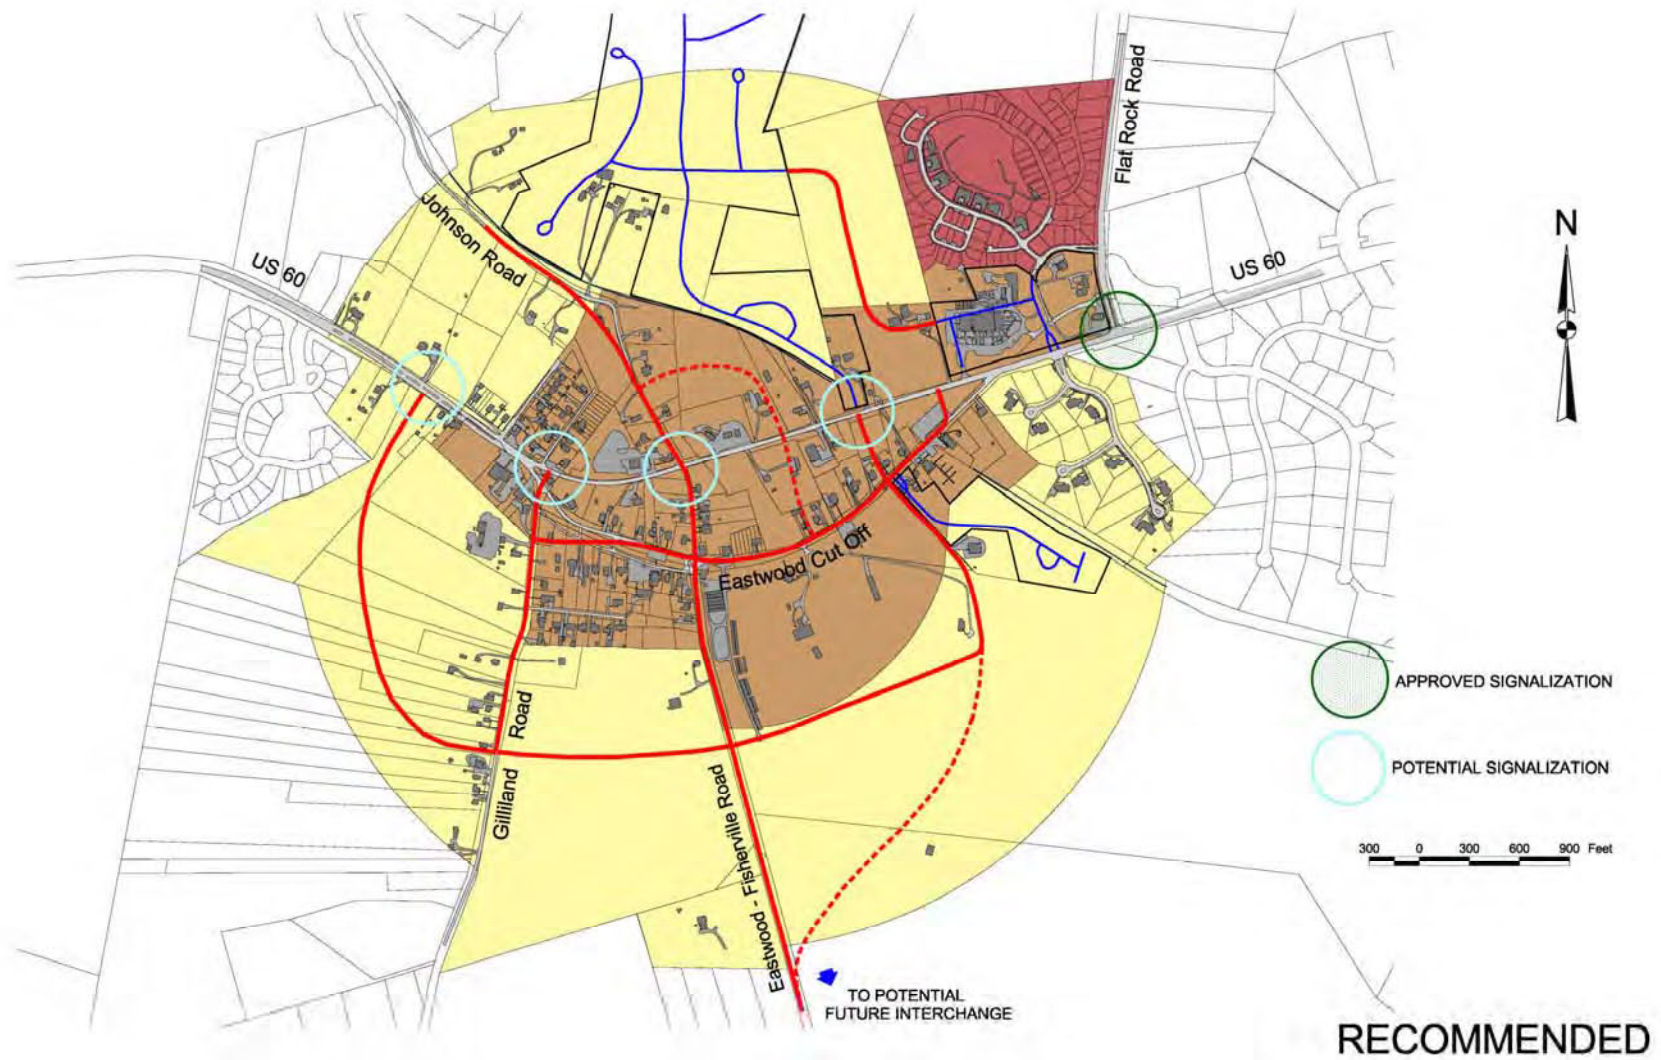 Flat Rock Road
N
Johnson Road
US 60
US 60
Eastwood Cut Off
APPROVED SIGNALIZATION
Gilliland Road
POTENTIAL SIGNALIZATION
Eastwood - Fisherville Road
300 0 300 600 900 Feet
TO POTENTIAL
FUTURE INTERCHANGE
RECOMMENDED